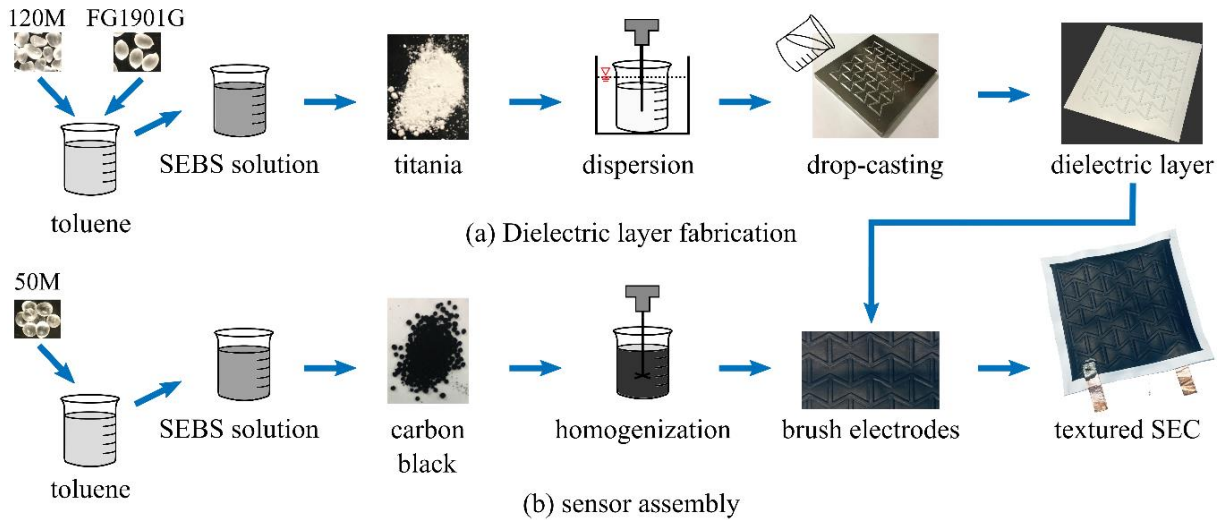 120M
FG1901G
SEBS solution
titania
dispersion
drop-casting
dielectric layer
toluene
(a) Dielectric layer fabrication
50M
SEBS solution
carbon
black
homogenization
brush electrodes
textured SEC
toluene
(b) sensor assembly